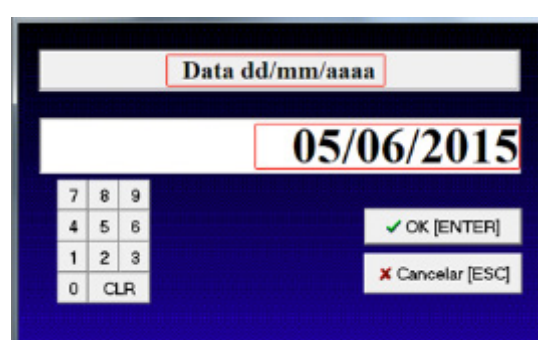 Data dd/mm/aaaa
05/06/2015
7 8 9
4 5 6
1 2 3
0 CLR
✓ OK [ENTER]
✗ Cancelar [ESC]